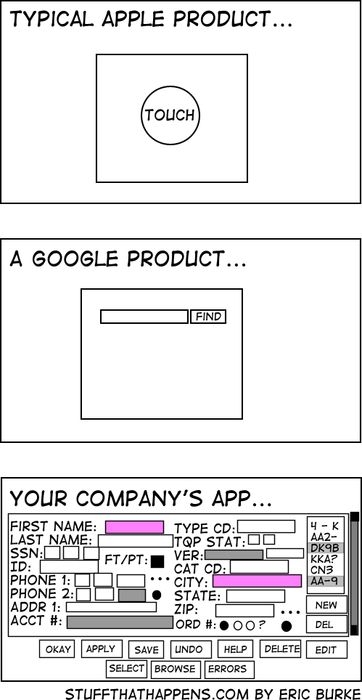 TYPICAL APPLE PRODUCT...
TOUCH
A GOOGLE PRODUCT...
FIND
YOUR COMPANY'S APP...
FIRST NAME: TYPE CD:
LAST NAME: TQP STAT:
SSN: FT/PT: VER:
ID: CAT CD:
PHONE 1: ... CITY:
PHONE 2: STATE:
ADDR 1: ZIP: ...
ACCT #: ORD #: ?
4 - K
AA2-
DK9B
KKA?
CN3
AA-9
NEW
DEL
OKAY APPLY SAVE UNDO HELP DELETE EDIT
SELECT BROWSE ERRORS
STUFFTHATHAPPENS.COM BY ERIC BURKE